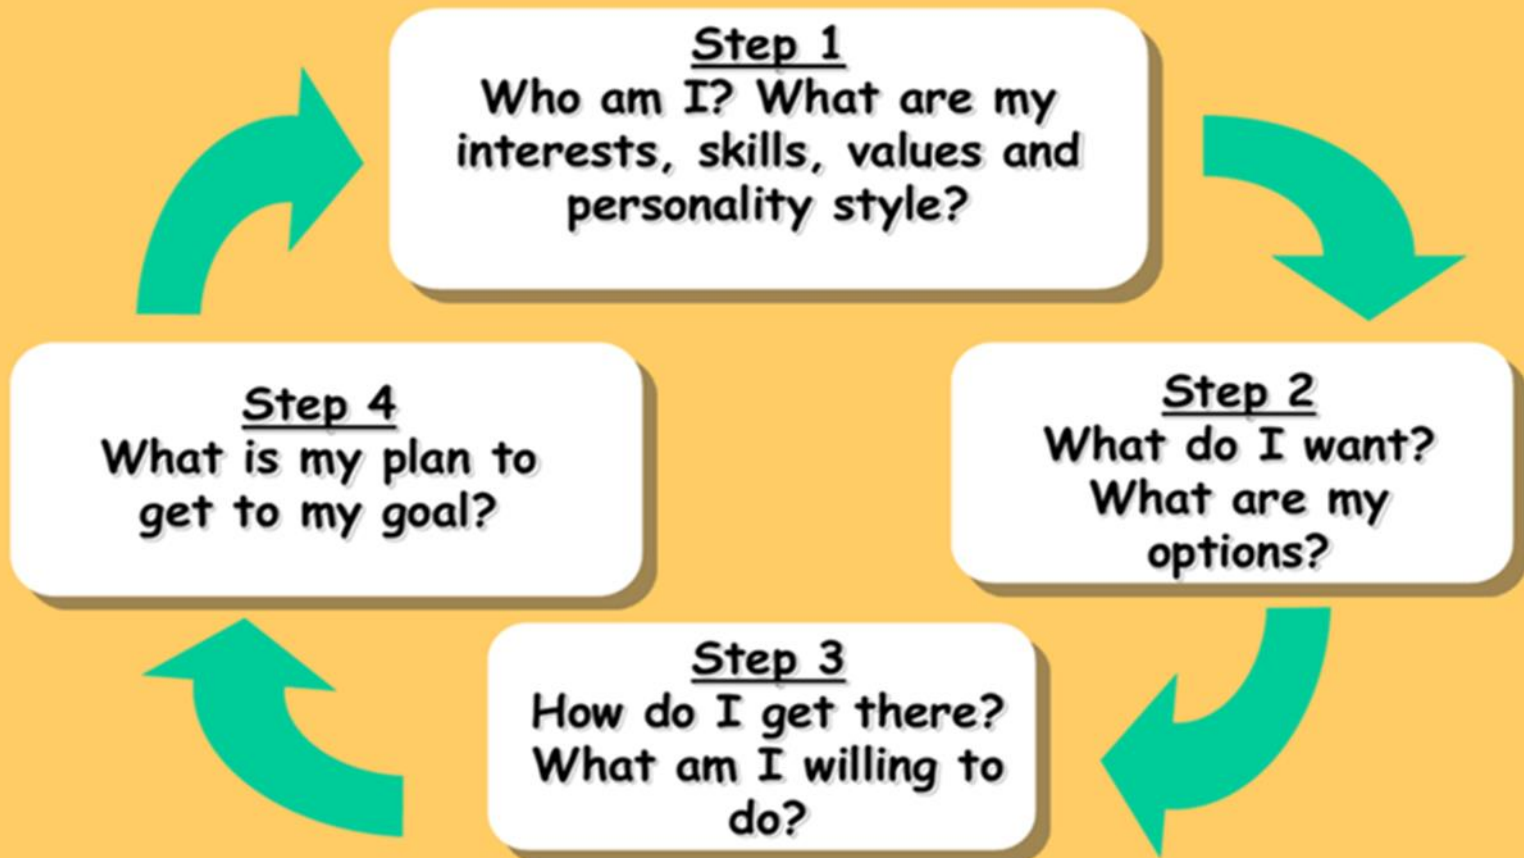 Step 1
Who am I? What are my
interests, skills, values and
personality style?
Step 2
What do I want?
What are my
options?
Step 3
How do I get there?
What am I willing to
do?
Step 4
What is my plan to
get to my goal?